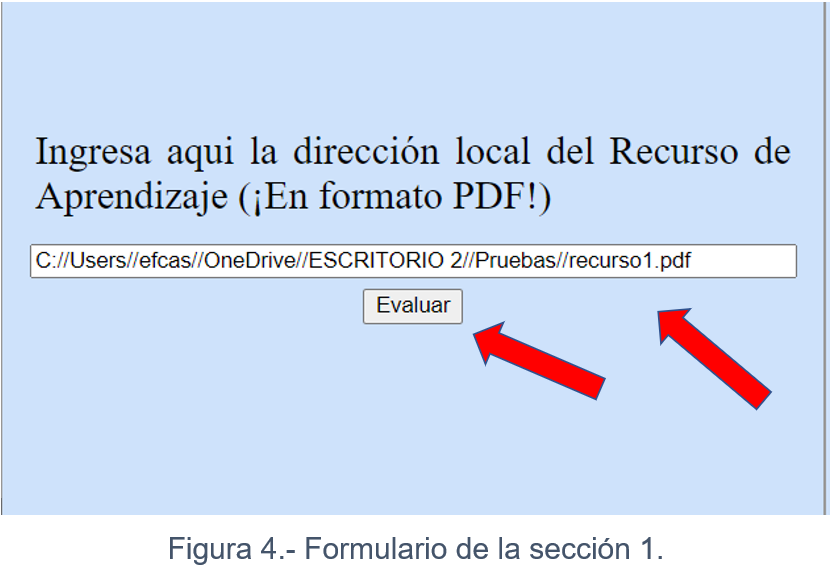 Ingresa aqui la dirección local del Recurso de
Aprendizaje (¡En formato PDF!)
C://Users//efcas//OneDrive//ESCRITORIO 2//Pruebas//recurso1.pdf
Evaluar
Figura 4.- Formulario de la sección 1.